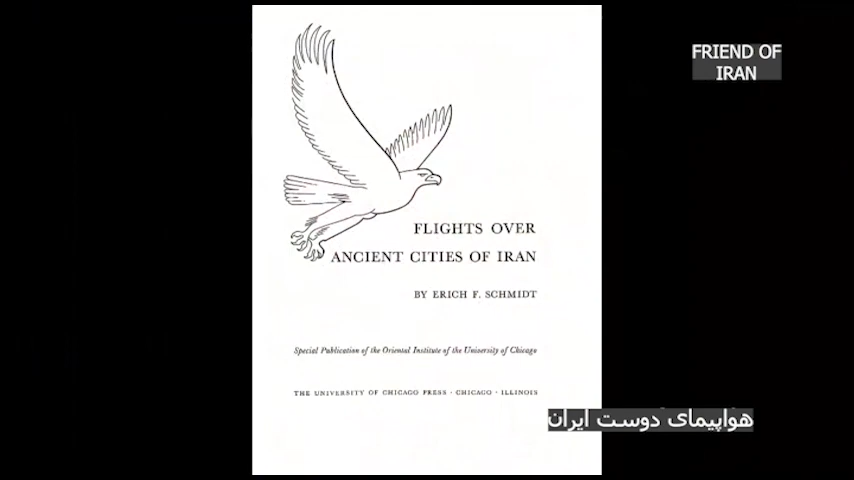 FRIEND OF
IRAN
FLIGHTS OVER
ANCIENT CITIES OF IRAN
BY ERICH F. SCHMIDT
Special Publication of the Oriental Institute of the University of Chicago
THE UNIVERSITY OF CHICAGO PRESS · CHICAGO · ILLINOIS
هواپیمای دوست ایران